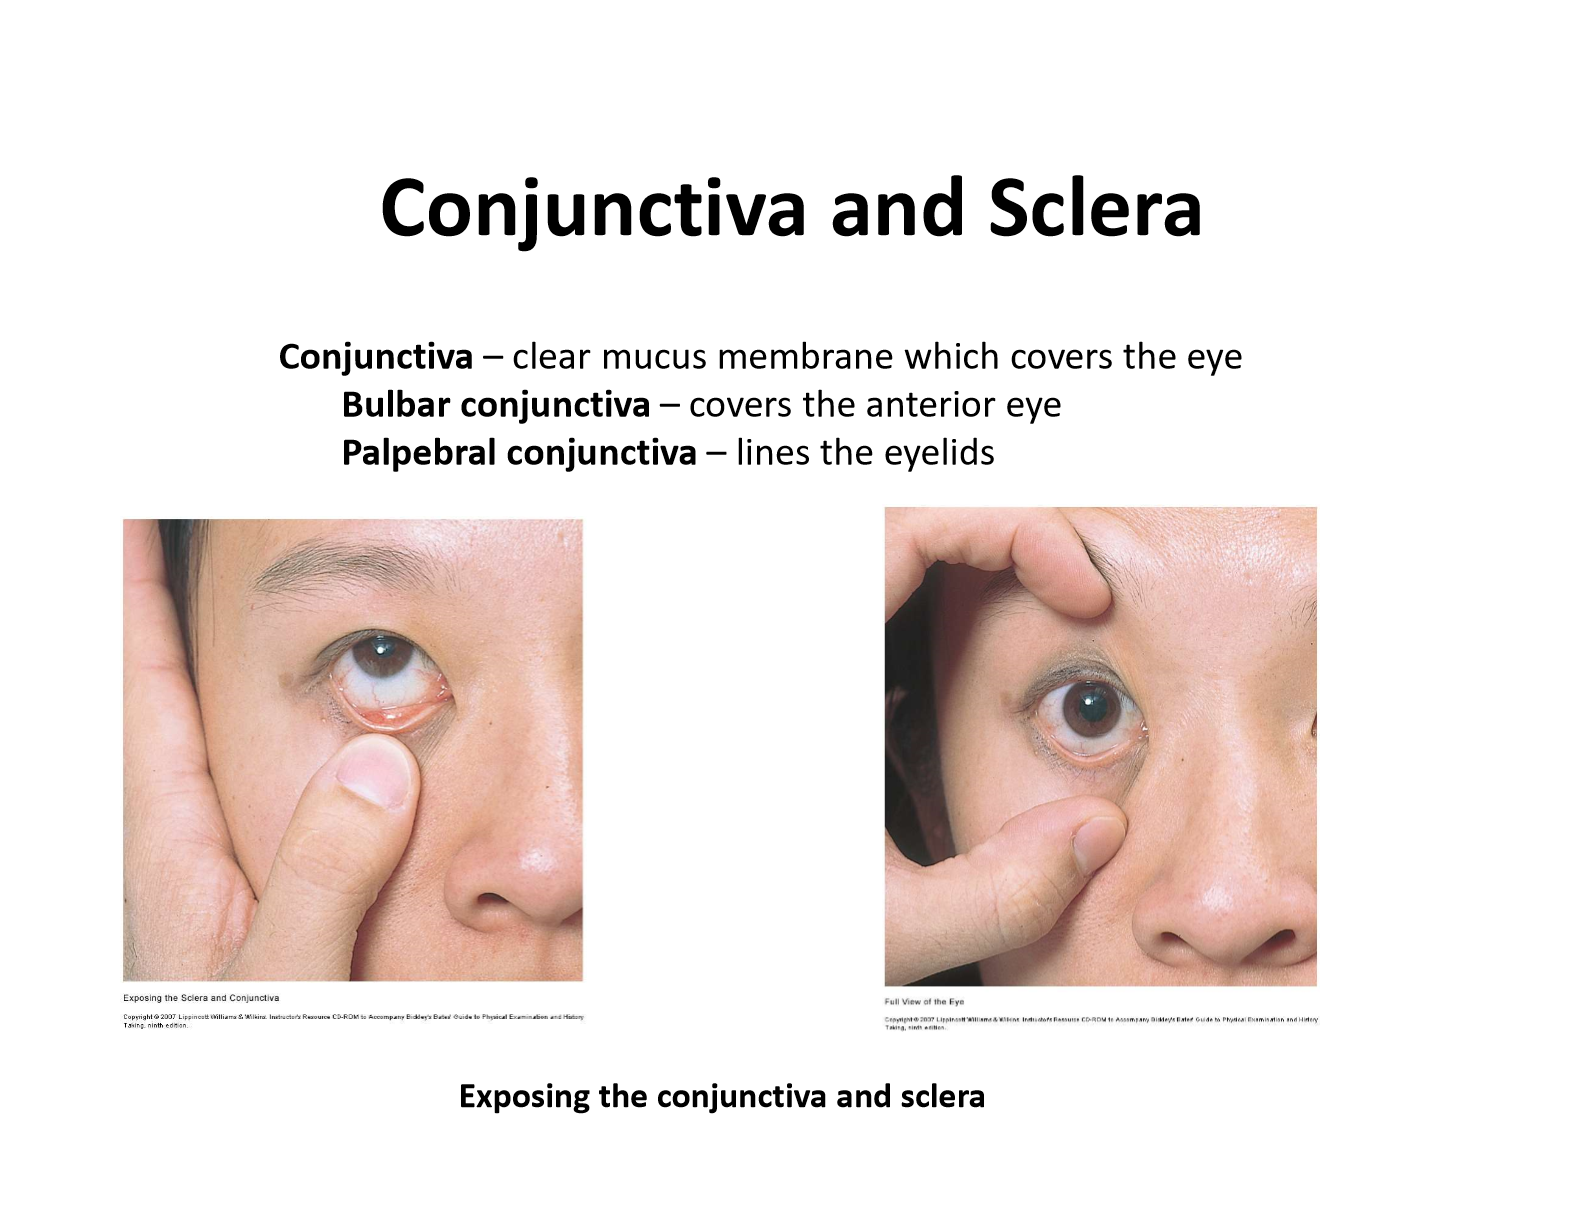 Conjunctiva and Sclera
Conjunctiva – clear mucus membrane which covers the eye
Bulbar conjunctiva – covers the anterior eye
Palpebral conjunctiva – lines the eyelids
Exposing the Sclera and Conjunctiva
Copyright © 2007 Lippincott Williams & Wilkins. Instructor's Resource CD-ROM to Accompany Bickley's Bates' Guide to Physical Examination and History
Taking, ninth edition.
Full View of the Eye
Copyright © 2007 Lippincott Williams & Wilkins. Instructor's Resource CD-ROM to Accompany Bickley's Bates' Guide to Physical Examination and History
Taking, ninth edition.
Exposing the conjunctiva and sclera